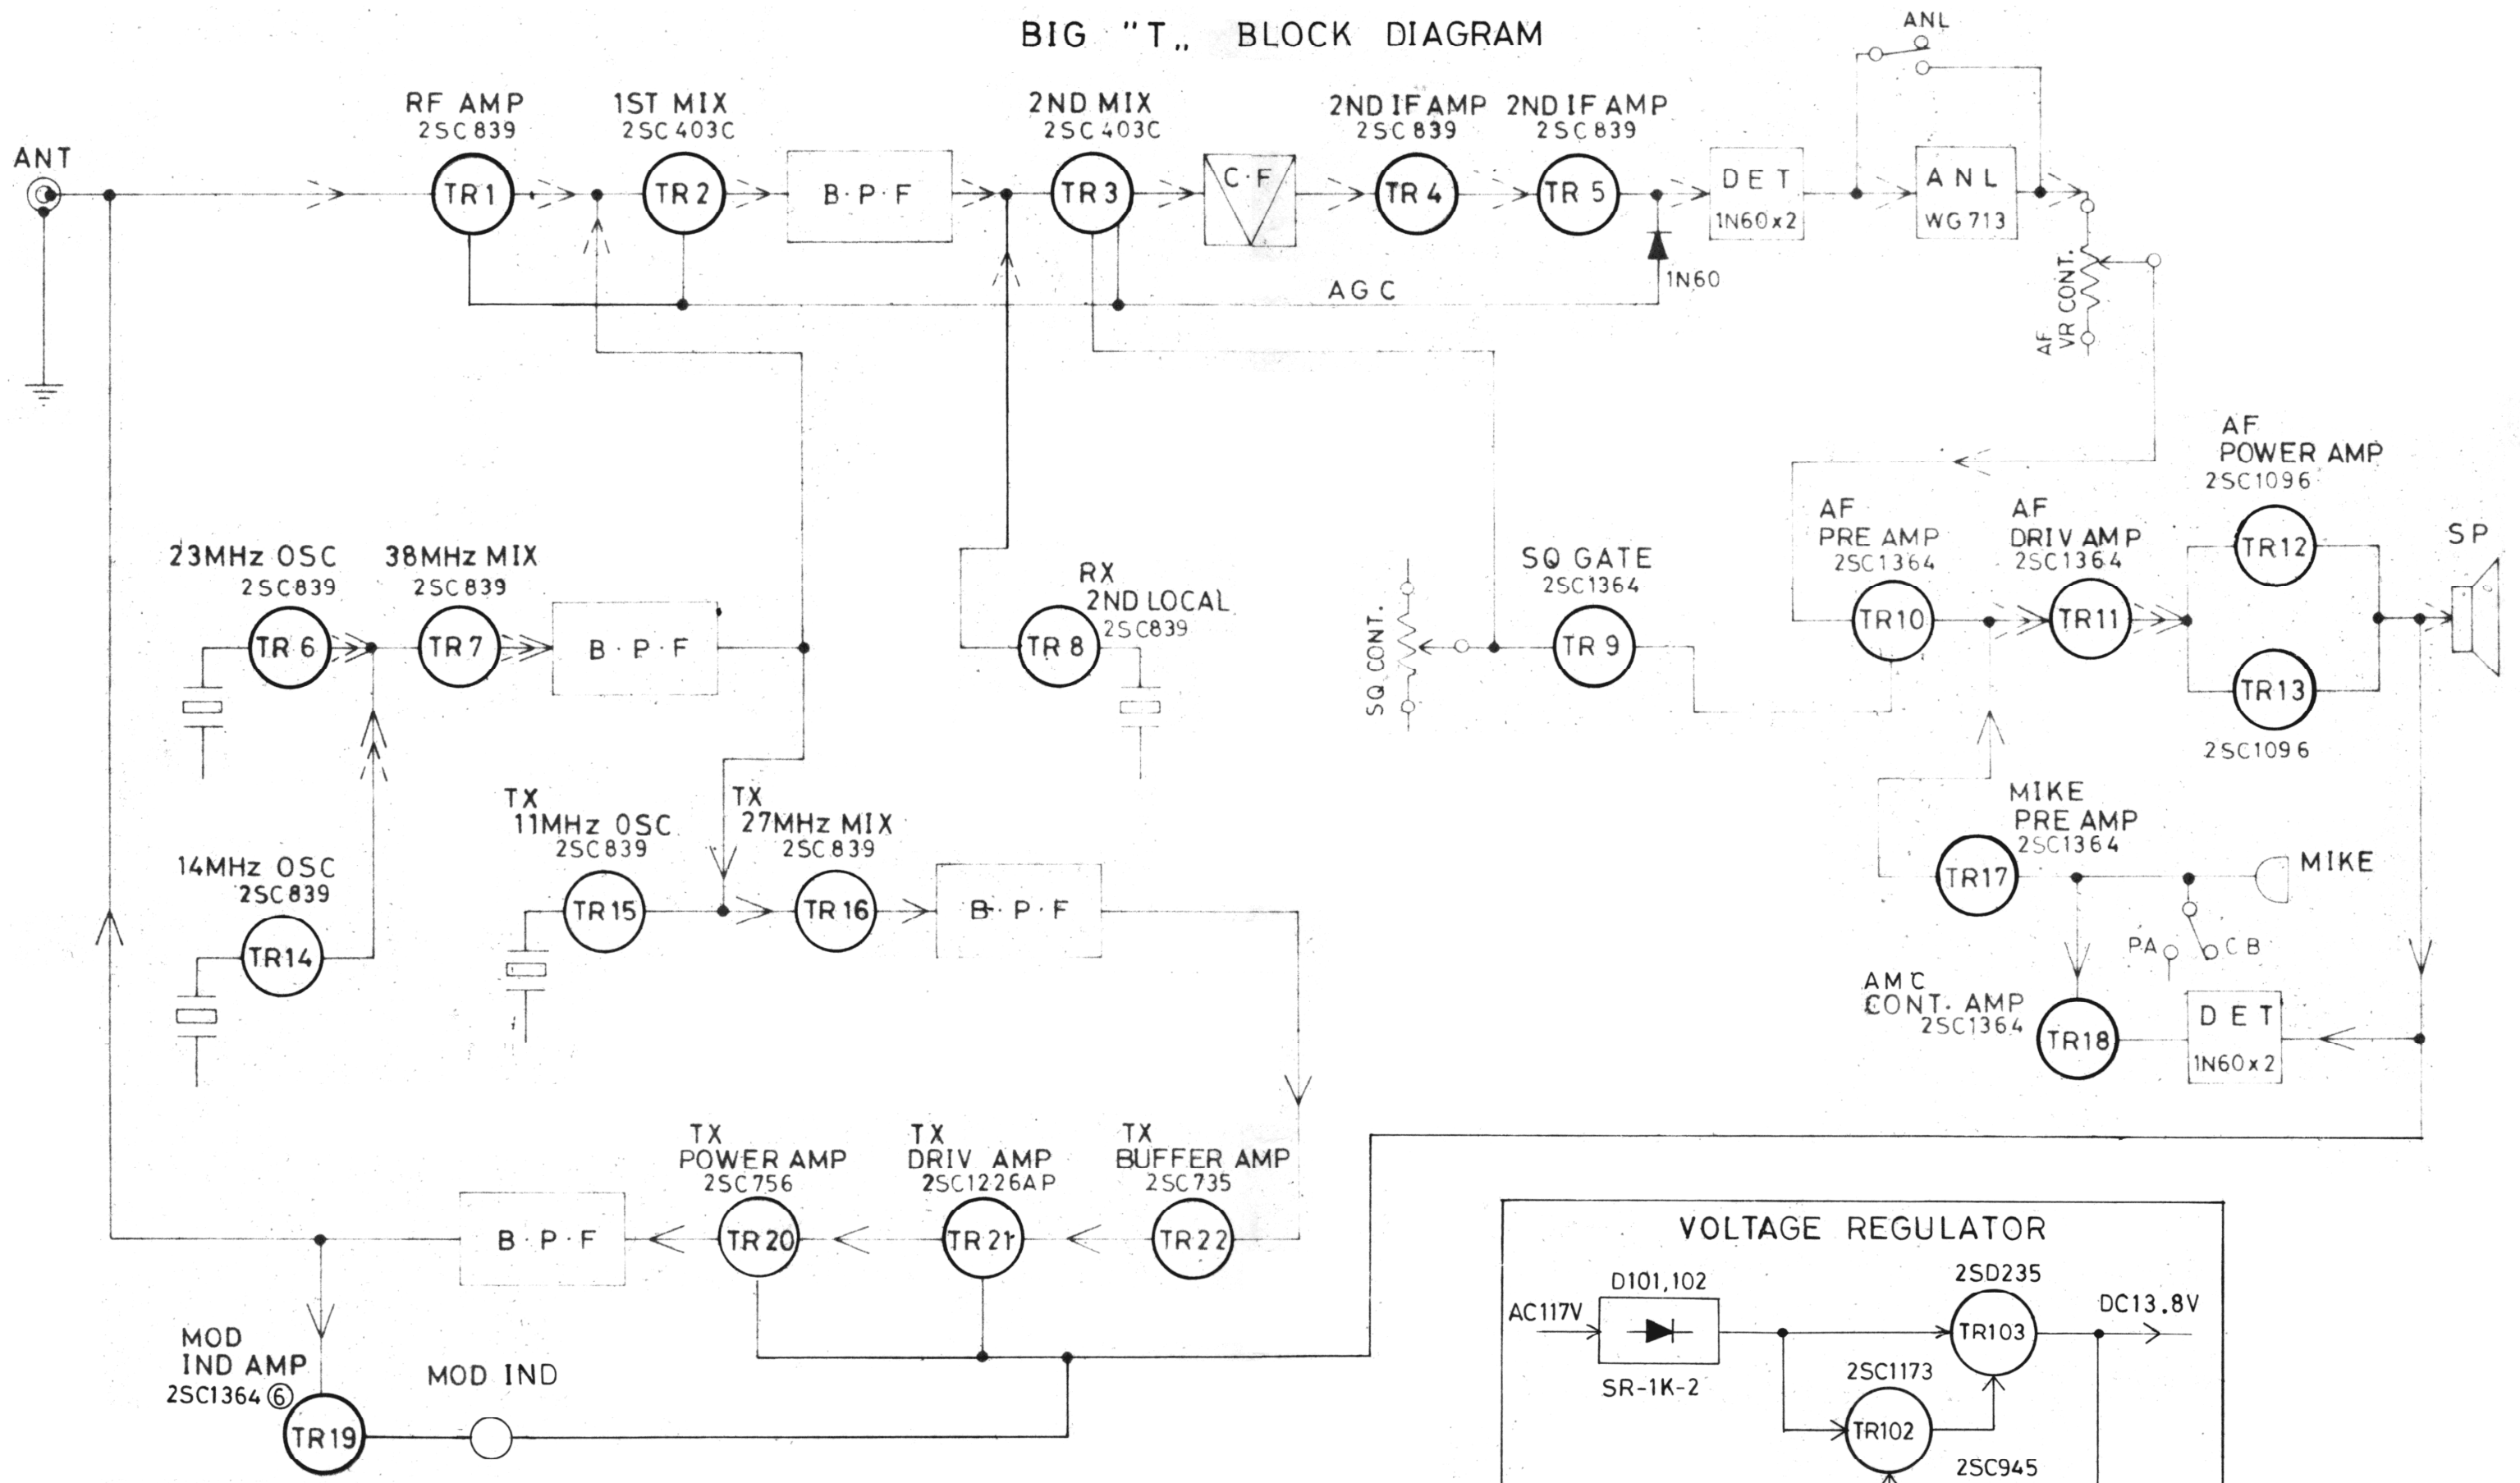 BIG "T„ BLOCK DIAGRAM
ANL
RF AMP
2SC839
1ST MIX
2SC403C
2ND MIX
2SC403C
2ND IF AMP
2SC839
2ND IF AMP
2SC839
ANT
TR1
TR2
B·P·F
TR3
C·F
TR4
TR5
DET
1N60x2
ANL
WG713
1N60
AGC
AF
VR CONT.
AF
POWER AMP
2SC1096
23MHz OSC
2SC839
38MHz MIX
2SC839
RX
2ND LOCAL
2SC839
SQ GATE
2SC1364
AF
PRE AMP
2SC1364
AF
DRIV AMP
2SC1364
TR12
SP
TR6
TR7
B·P·F
TR8
SQ CONT.
TR9
TR10
TR11
TR13
2SC1096
TX
11MHz OSC
2SC839
TX
27MHz MIX
2SC839
MIKE
PRE AMP
2SC1364
14MHz OSC
2SC839
TR14
TR15
TR16
B·P·F
TR17
MIKE
PA
CB
AMC
CONT. AMP
2SC1364
TR18
DET
1N60x2
TX
POWER AMP
2SC756
TX
DRIV AMP
2SC1226AP
TX
BUFFER AMP
2SC735
B·P·F
TR20
TR21
TR22
MOD
IND AMP
2SC1364 ⑥
TR19
MOD IND
VOLTAGE REGULATOR
D101,102
2SD235
AC117V
TR103
DC13.8V
SR-1K-2
2SC1173
TR102
2SC945